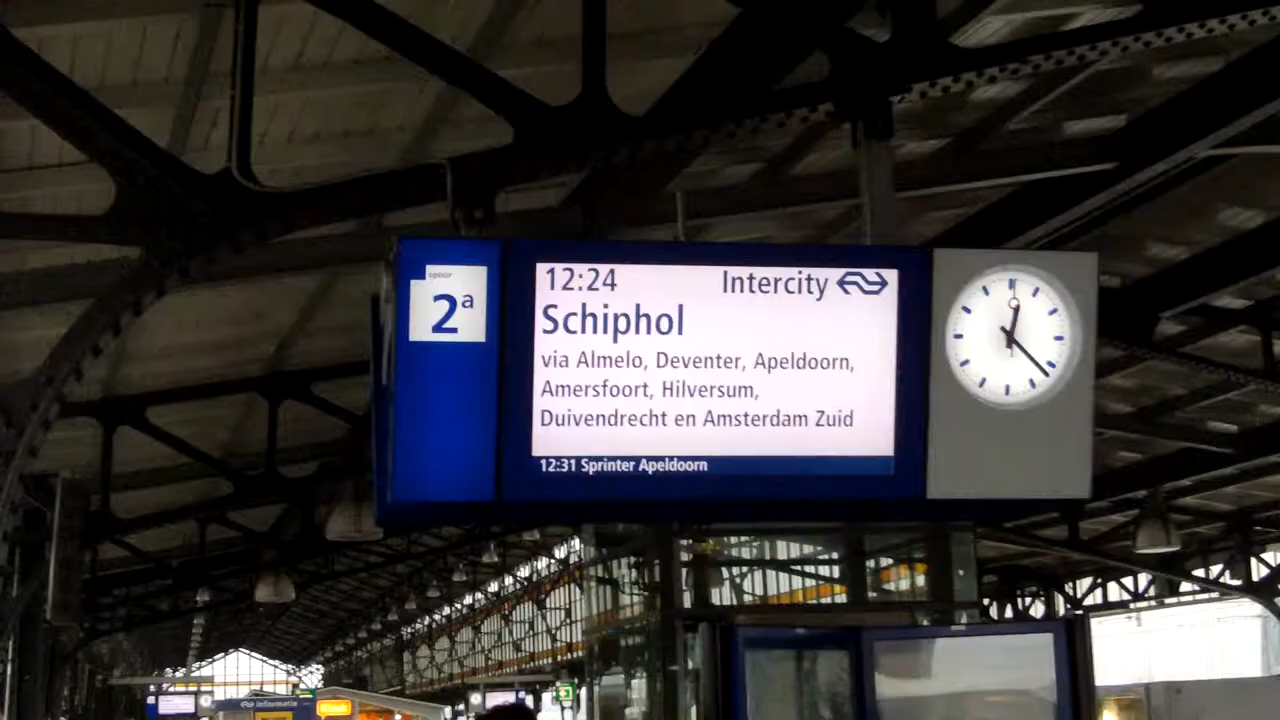 spoor
2a
12:24 Intercity
Schiphol
via Almelo, Deventer, Apeldoorn,
Amersfoort, Hilversum,
Duivendrecht en Amsterdam Zuid
12:31 Sprinter Apeldoorn
informatie